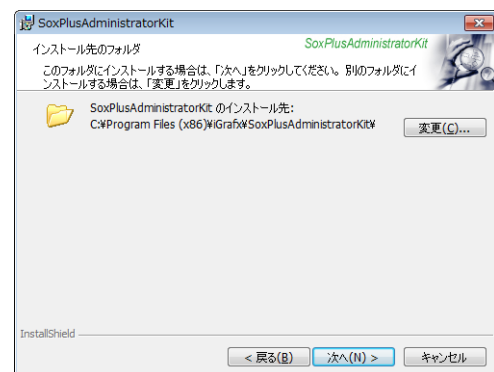 SoxPlusAdministratorKit
インストール先のフォルダ
SoxPlusAdministratorKit
このフォルダにインストールする場合は、「次へ」をクリックしてください。別のフォルダにイ
ンストールする場合は、「変更」をクリックします。
SoxPlusAdministratorKit のインストール先:
C:¥Program Files (x86)¥iGrafx¥SoxPlusAdministratorKit¥
変更(C)...
InstallShield
< 戻る(B)
次へ(N) >
キャンセル